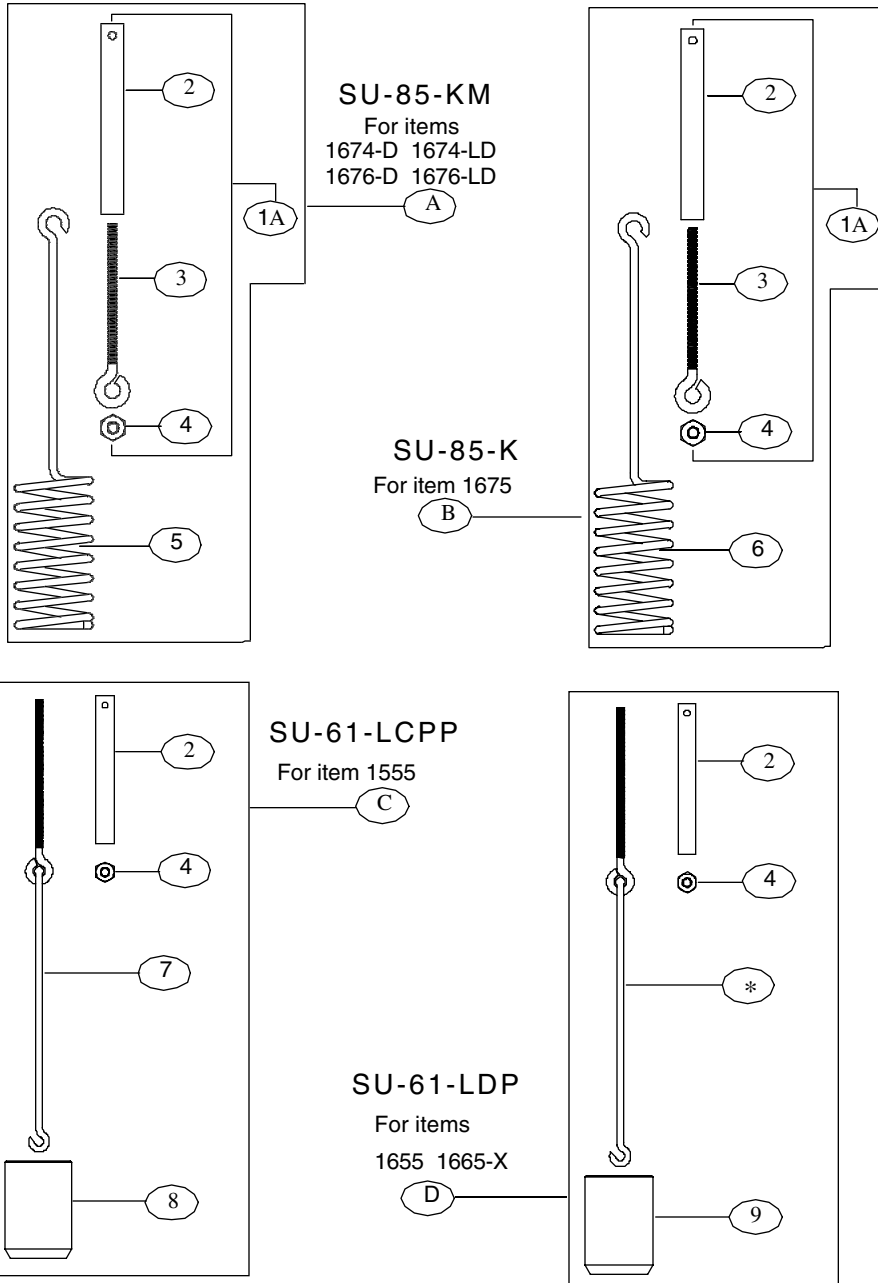 2
SU-85-KM
For items
1674-D 1674-LD
1676-D 1676-LD
A
1A
3
4
5
2
1A
3
4
SU-85-K
For item 1675
B
6
2
SU-61-LCPP
For item 1555
C
4
7
8
2
4
*
SU-61-LDP
For items
1655 1665-X
D
9